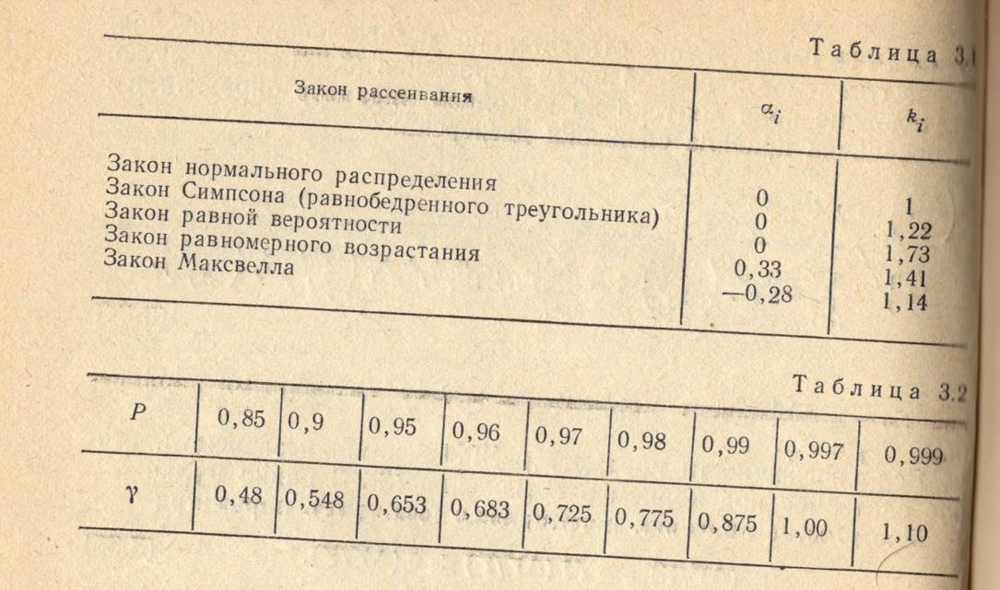 Таблица 3.1
Закон рассеивания αi ki
Закон нормального распределения 0 1
Закон Симпсона (равнобедренного треугольника) 0 1,22
Закон равной вероятности 0 1,73
Закон равномерного возрастания 0,33 1,41
Закон Максвелла —0,28 1,14
Таблица 3.2
P 0,85 0,9 0,95 0,96 0,97 0,98 0,99 0,997 0,999
γ 0,48 0,548 0,653 0,683 0,725 0,775 0,875 1,00 1,10